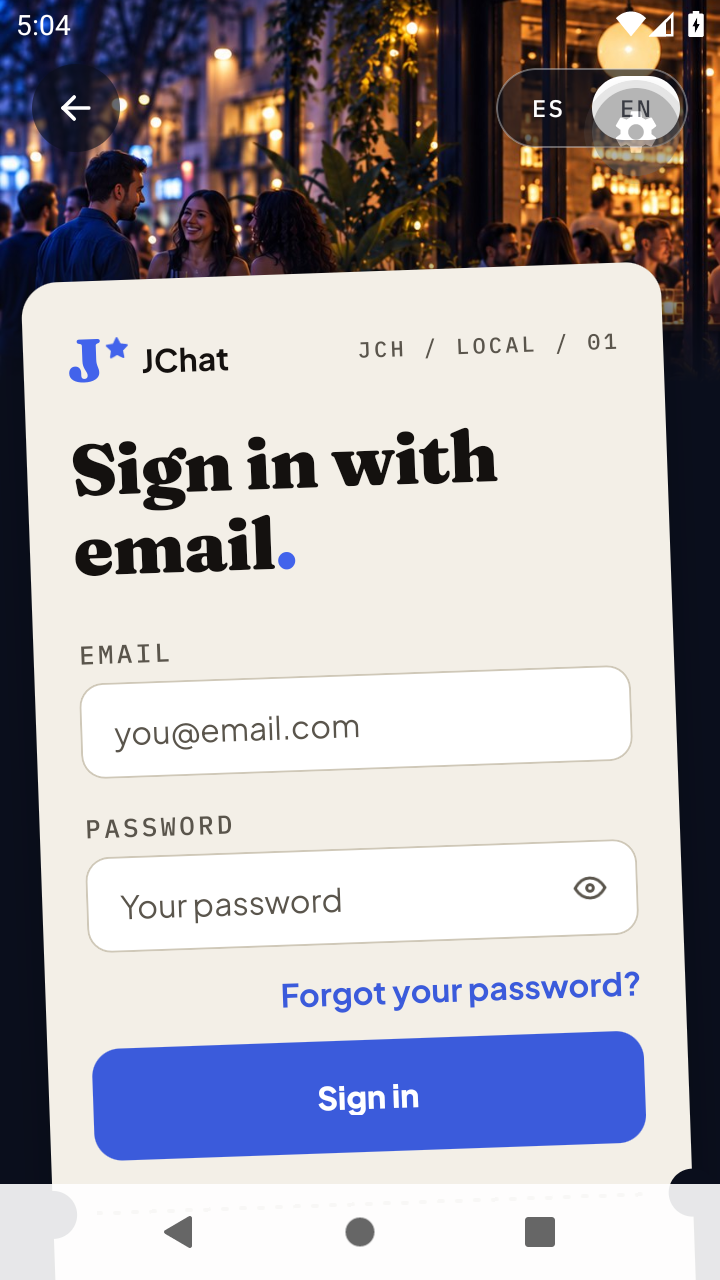 5:04
ES EN
J JChat
JCH / LOCAL / 01
Sign in with
email.
EMAIL
you@email.com
PASSWORD
Your password
Forgot your password?
Sign in